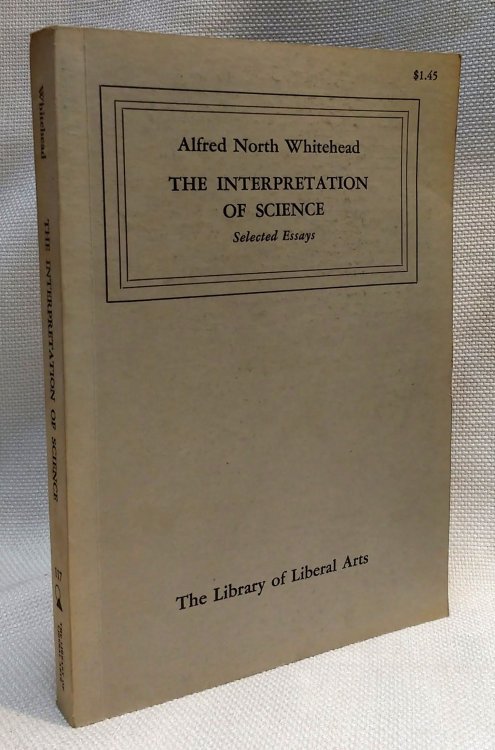 $1.45
Alfred North Whitehead
THE INTERPRETATION
OF SCIENCE
Selected Essays
The Library of Liberal Arts
Whitehead
THE INTERPRETATION OF SCIENCE